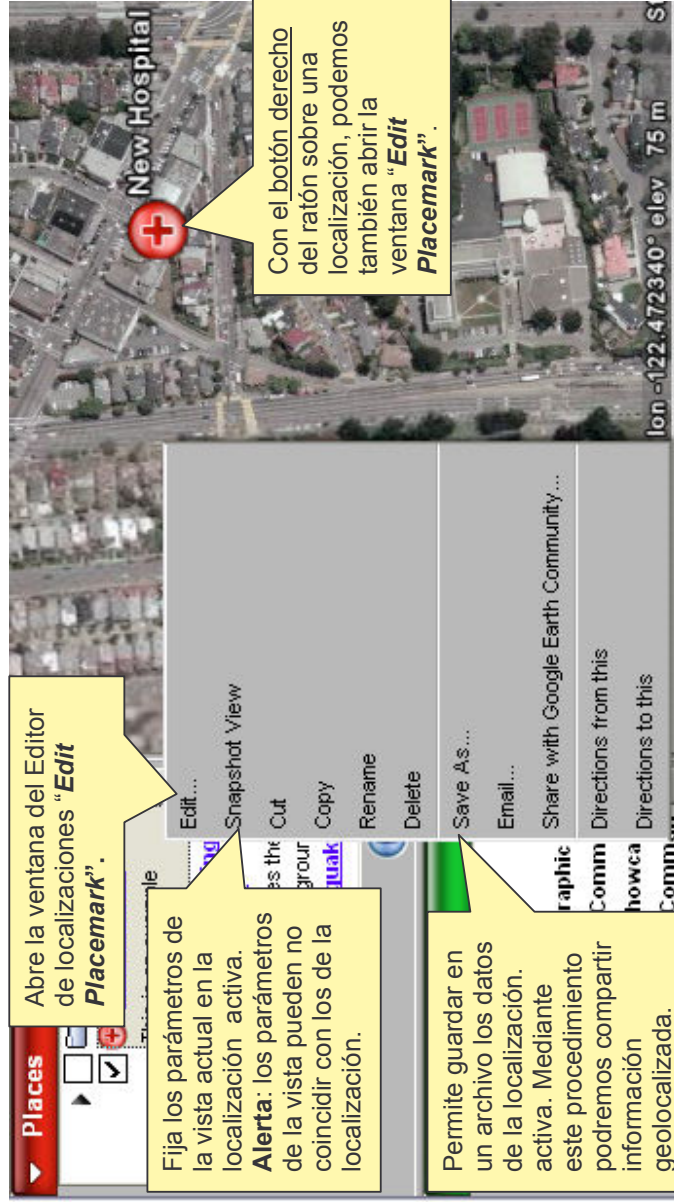 Places
Abre la ventana del Editor
de localizaciones “Edit
Placemark”.
Fija los parámetros de
la vista actual en la
localización activa.
Alerta: los parámetros
de la vista pueden no
coincidir con los de la
localización.
Permite guardar en
un archivo los datos
de la localización.
activa. Mediante
este procedimiento
podremos compartir
información
geolocalizada.
Edit...
Snapshot View
Cut
Copy
Rename
Delete
Save As...
Email...
Share with Google Earth Community...
Directions from this
Directions to this
raphic
Comm
howca
Comm
New Hospital
Con el botón derecho
del ratón sobre una
localización, podemos
también abrir la
ventana “Edit
Placemark”.
lon -122.472340° elev 75 m